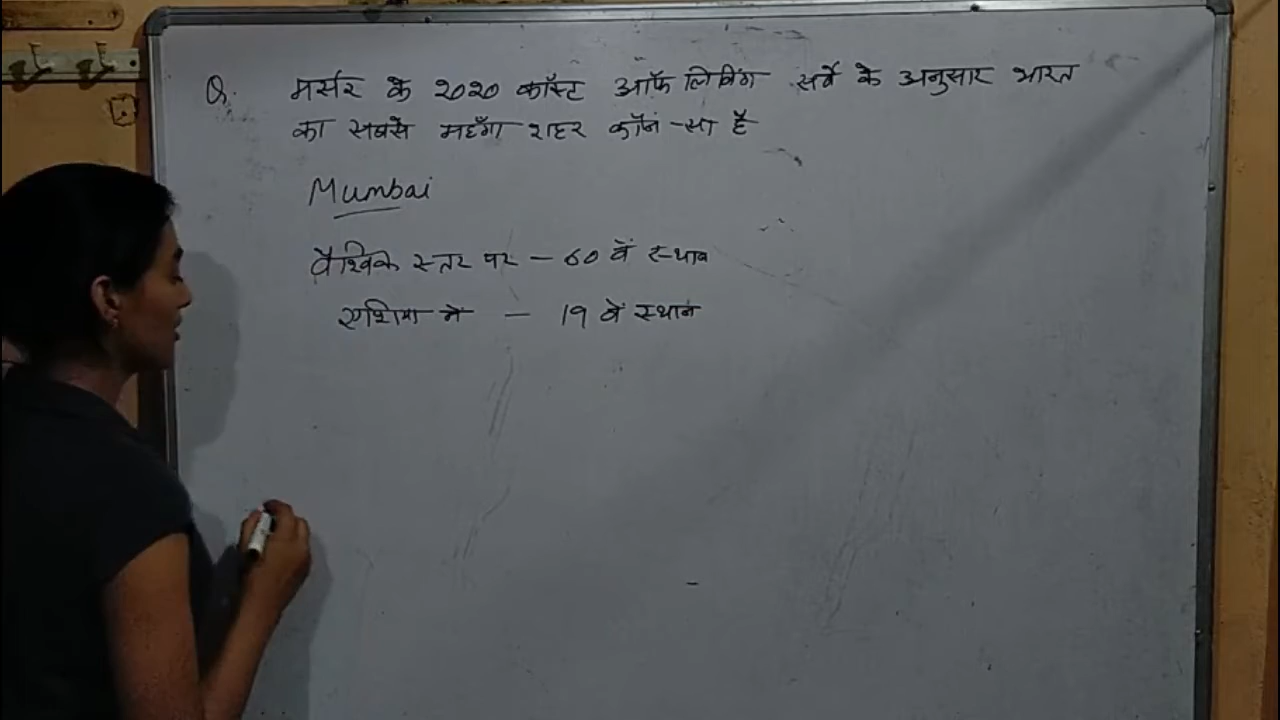 Q. मर्सर के 2020 कॉस्ट ऑफ लिविंग सर्वे के अनुसार भारत
का सबसे महँगा शहर कौन-सा है
Mumbai
वैश्विक स्तर पर - 60 वें स्थान
एशिया में - 19 वें स्थान